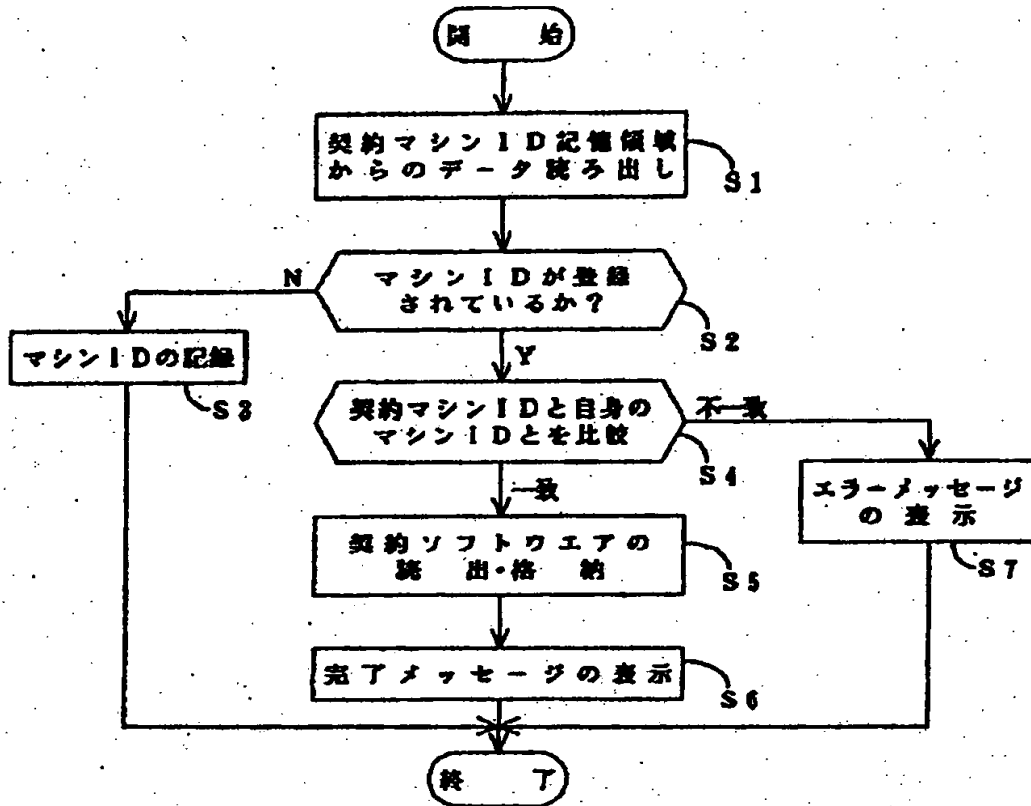 開 始
契約マシンID記憶領域
からのデータ読み出し
S1
マシンIDが登録
されているか?
S2
N
Y
マシンIDの記録
S3
契約マシンIDと自身の
マシンIDとを比較
S4
不一致
一致
エラーメッセージ
の表示
S7
契約ソフトウエアの
読出・格納
S5
完了メッセージの表示
S6
終 了